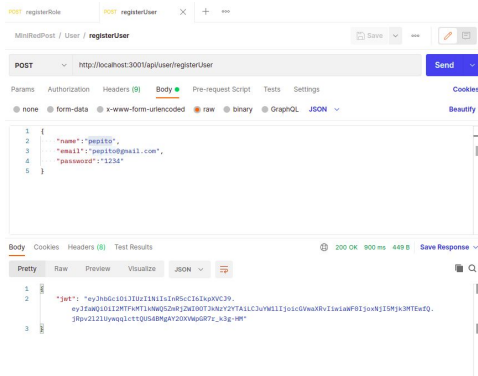 POST registerRole
POST registerUser
MiniRedPost / User / registerUser
Save
POST
http://localhost:3001/api/user/registerUser
Send
Params Authorization Headers (9) Body Pre-request Script Tests Settings Cookies
none form-data x-www-form-urlencoded raw binary GraphQL JSON Beautify
1 {
2 "name":"pepito",
3 "email":"pepito@gmail.com",
4 "password":"1234"
5 }
Body Cookies Headers (8) Test Results 200 OK 900 ms 449 B Save Response
Pretty Raw Preview Visualize JSON
1 {
2 "jwt":
3 }